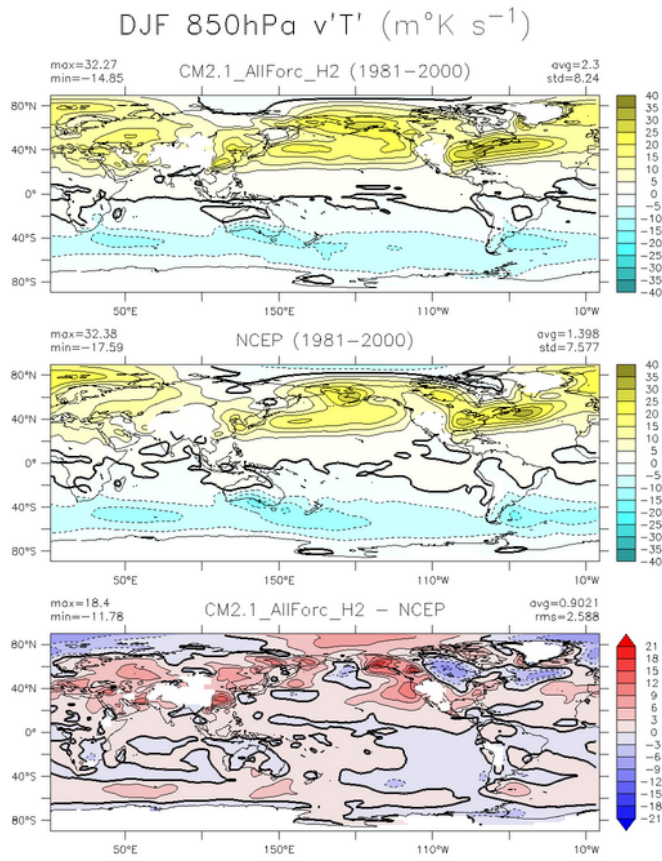 DJF 850hPa v'T' (m°K s⁻¹)
max=32.27
min=−14.85
CM2.1_AllForc_H2 (1981−2000)
avg=2.3
std=8.24
80°N
40°N
0°
40°S
80°S
50°E
150°E
110°W
10°W
40
35
30
25
20
15
10
5
0
−5
−10
−15
−20
−25
−30
−35
−40
max=32.38
min=−17.59
NCEP (1981−2000)
avg=1.398
std=7.577
80°N
40°N
0°
40°S
80°S
50°E
150°E
110°W
10°W
40
35
30
25
20
15
10
5
0
−5
−10
−15
−20
−25
−30
−35
−40
max=18.4
min=−11.78
CM2.1_AllForc_H2 − NCEP
avg=0.9021
rms=2.588
80°N
40°N
0°
40°S
80°S
50°E
150°E
110°W
10°W
21
18
15
12
9
6
3
0
−3
−6
−9
−12
−15
−18
−21